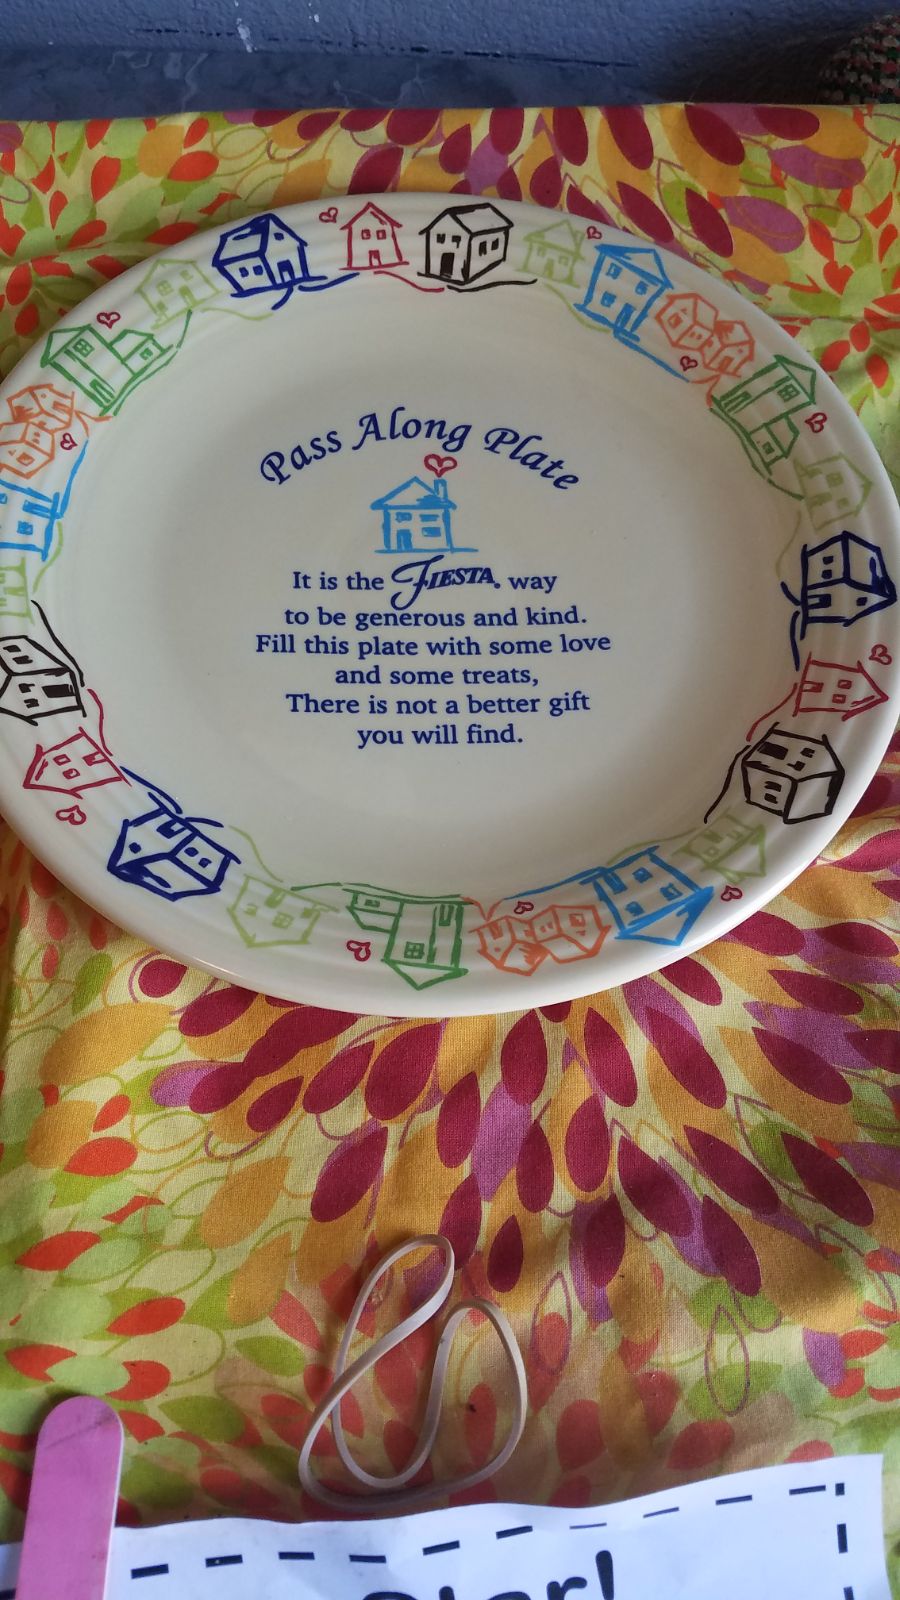 Pass Along Plate
It is the FIESTA. way
to be generous and kind.
Fill this plate with some love
and some treats,
There is not a better gift
you will find.